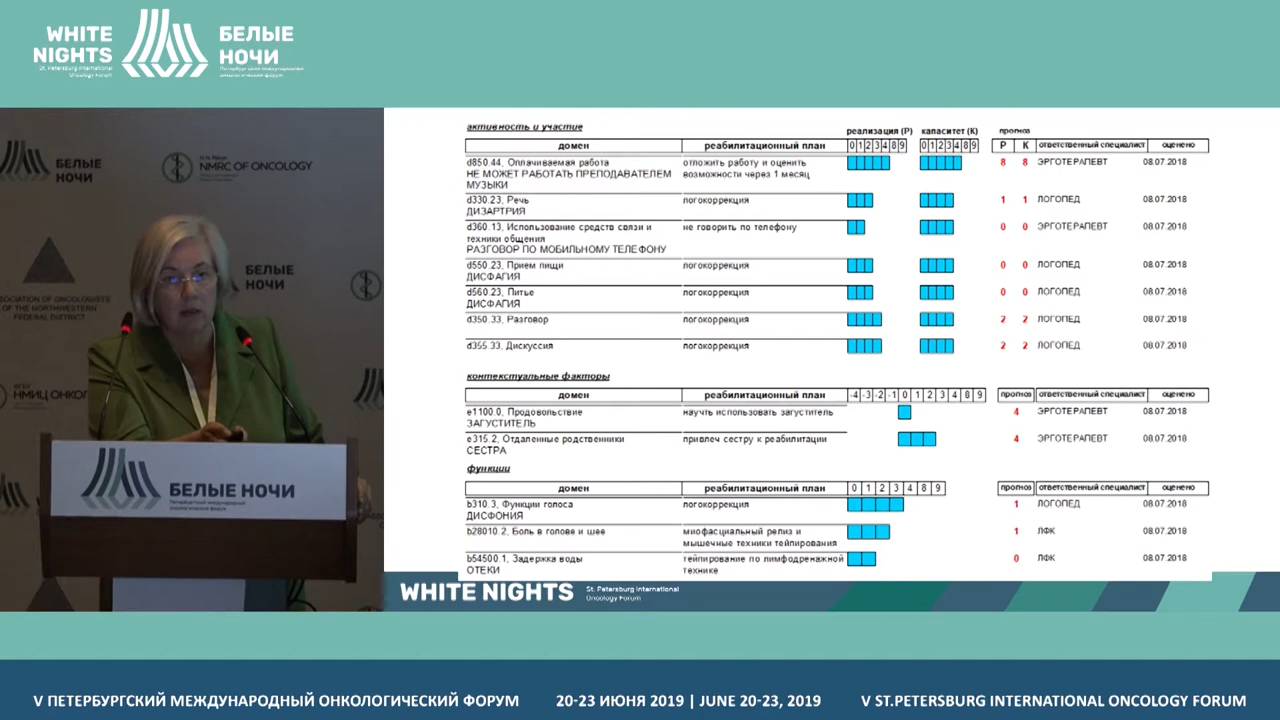 WHITE NIGHTS
St. Petersburg International Oncology Forum
БЕЛЫЕ НОЧИ
Петербургский международный онкологический форум
БЕЛЫЕ НОЧИ
NMRC OF ONCOLOGY
БЕЛЫЕ
ASSOCIATION OF ONCOLOGISTS
OF THE NORTHWESTERN
FEDERAL DISTRICT
НМИЦ ОНКОЛ
БЕЛЫЕ НОЧИ
Петербургский международный
онкологический форум
активность и участие реализация (Р) капаситет (К) прогноз
домен реабилитационный план 0 1 2 3 4 8 9 0 1 2 3 4 8 9 Р К ответственный специалист оценено
d850.44, Оплачиваемая работа отложить работу и оценить 8 8 ЭРГОТЕРАПЕВТ 08.07.2018
НЕ МОЖЕТ РАБОТАТЬ ПРЕПОДАВАТЕЛЕМ возможности через 1 месяц
МУЗЫКИ
d330.23, Речь логокоррекция 1 1 ЛОГОПЕД 08.07.2018
ДИЗАРТРИЯ
d360.13, Использование средств связи и не говорить по телефону 0 0 ЭРГОТЕРАПЕВТ 08.07.2018
техники общения
РАЗГОВОР ПО МОБИЛЬНОМУ ТЕЛЕФОНУ
d550.23, Прием пищи логокоррекция 0 0 ЛОГОПЕД 08.07.2018
ДИСФАГИЯ
d560.23, Питье логокоррекция 0 0 ЛОГОПЕД 08.07.2018
ДИСФАГИЯ
d350.33, Разговор логокоррекция 2 2 ЛОГОПЕД 08.07.2018
d355.33, Дискуссия логокоррекция 2 2 ЛОГОПЕД 08.07.2018
контекстуальные факторы
домен реабилитационный план -4 -3 -2 -1 0 1 2 3 4 8 9 прогноз ответственный специалист оценено
e1100.0, Продовольствие научть использовать загуститель 4 ЭРГОТЕРАПЕВТ 08.07.2018
ЗАГУСТИТЕЛЬ
e315.2, Отдаленные родственники привлеч сестру к реабилитации 4 ЭРГОТЕРАПЕВТ 08.07.2018
СЕСТРА
функции
домен реабилитационный план 0 1 2 3 4 8 9 прогноз ответственный специалист оценено
b310.3, Функции голоса логокоррекция 1 ЛОГОПЕД 08.07.2018
ДИСФОНИЯ
b28010.2, Боль в голове и шее миофасциальный релиз и 1 ЛФК 08.07.2018
мышечные техники тейпирования
b54500.1, Задержка воды тейпирование по лимфодренажной 0 ЛФК 08.07.2018
ОТЕКИ технике
WHITE NIGHTS St. Petersburg International
Oncology Forum
V ПЕТЕРБУРГСКИЙ МЕЖДУНАРОДНЫЙ ОНКОЛОГИЧЕСКИЙ ФОРУМ 20-23 ИЮНЯ 2019 | JUNE 20-23, 2019 V ST.PETERSBURG INTERNATIONAL ONCOLOGY FORUM